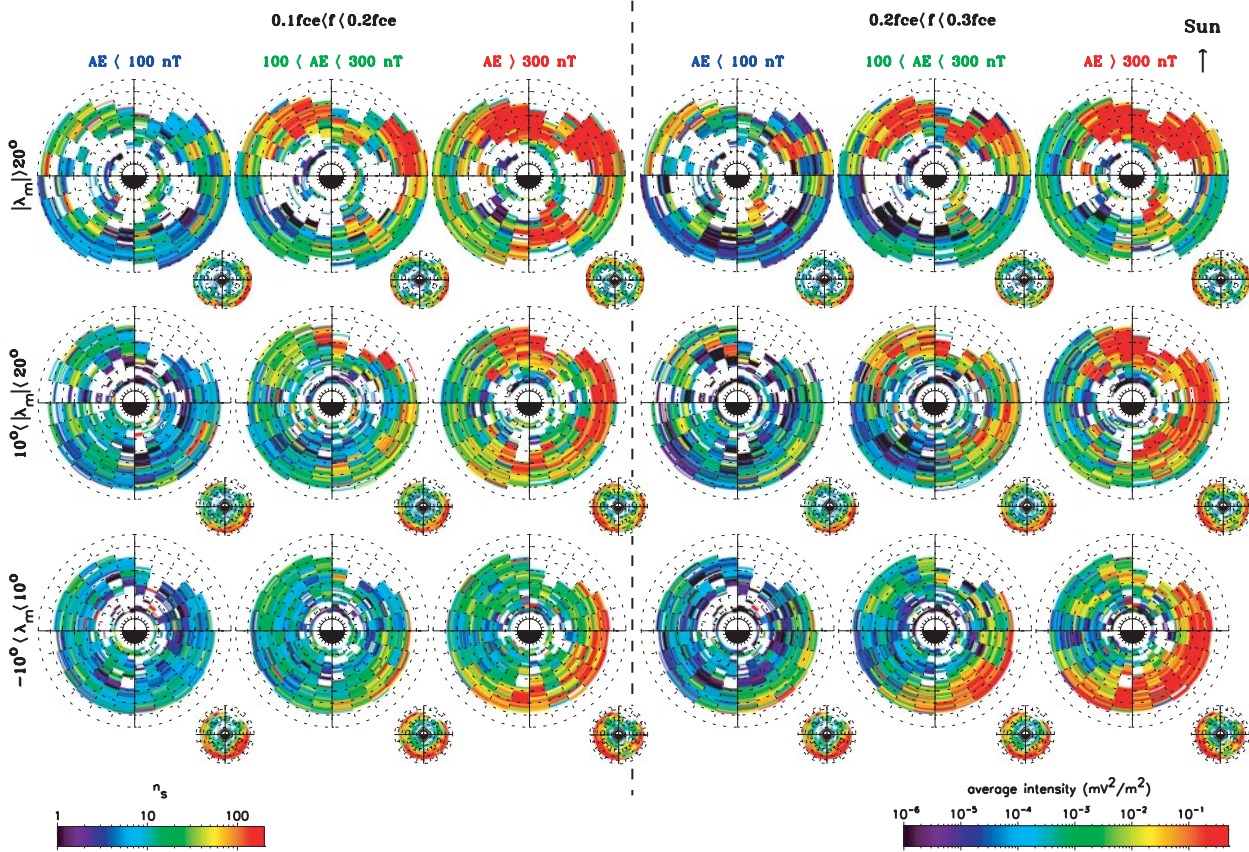 0.1fce⟨f⟨0.2fce
0.2fce⟨f⟨0.3fce
Sun
↑
AE ⟨ 100 nT
100 ⟨ AE ⟨ 300 nT
AE ⟩ 300 nT
AE ⟨ 100 nT
100 ⟨ AE ⟨ 300 nT
AE ⟩ 300 nT
|λm|⟩20°
10°⟨|λm|⟨20°
-10°⟨λm⟨10°
ns
1 10 100
average intensity (mV²/m²)
10⁻⁶ 10⁻⁵ 10⁻⁴ 10⁻³ 10⁻² 10⁻¹